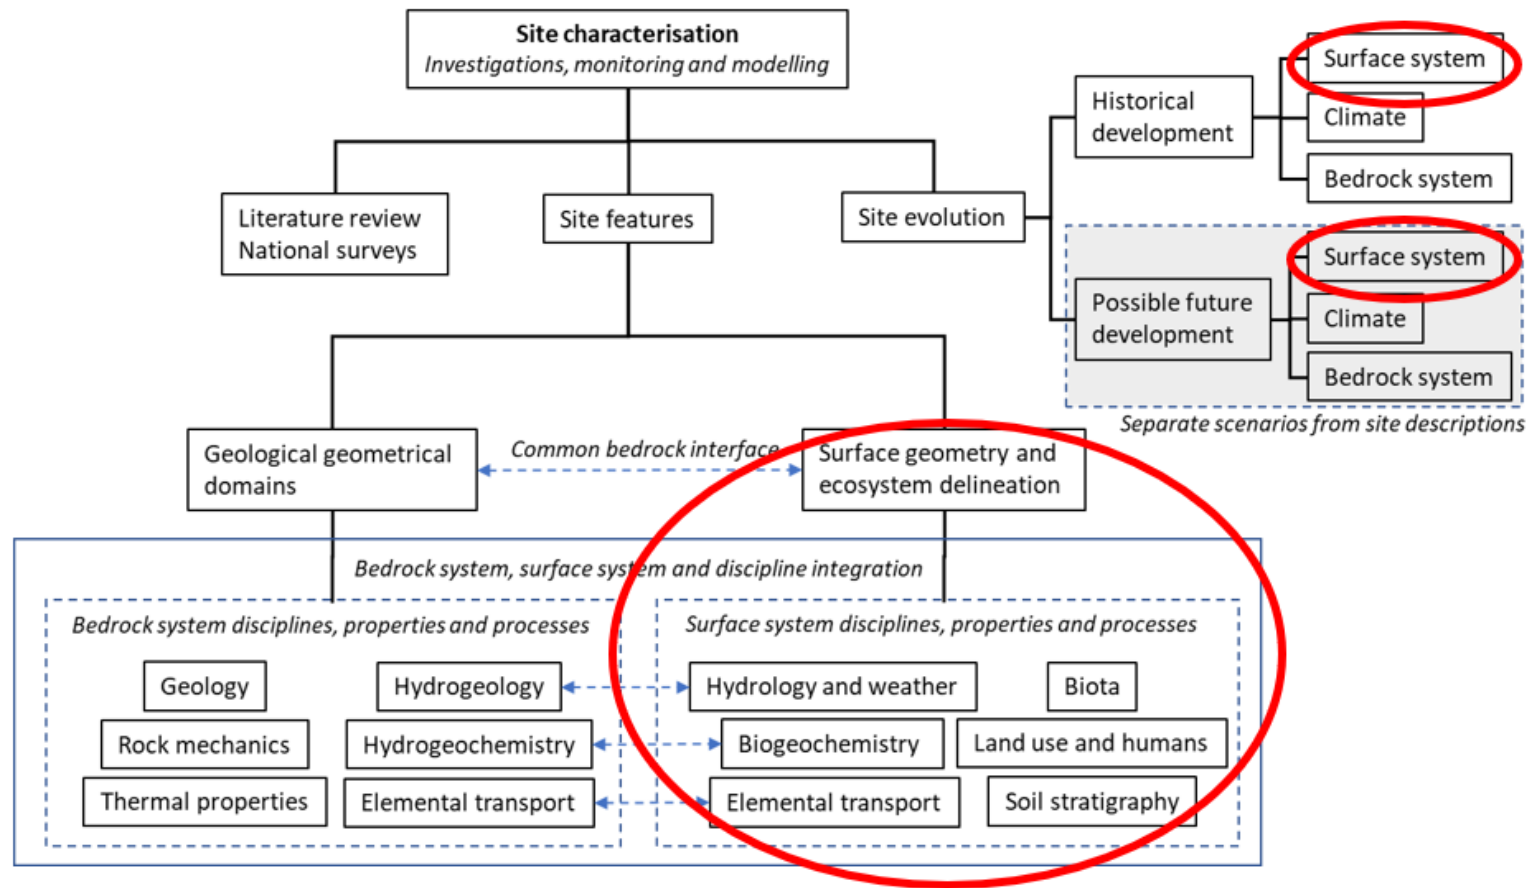 Site characterisation
Investigations, monitoring and modelling
Literature review
National surveys
Site features
Site evolution
Historical
development
Surface system
Climate
Bedrock system
Possible future
development
Surface system
Climate
Bedrock system
Separate scenarios from site descriptions
Geological geometrical
domains
Common bedrock interface
Surface geometry and
ecosystem delineation
Bedrock system, surface system and discipline integration
Bedrock system disciplines, properties and processes
Geology
Hydrogeology
Rock mechanics
Hydrogeochemistry
Thermal properties
Elemental transport
Surface system disciplines, properties and processes
Hydrology and weather
Biota
Biogeochemistry
Land use and humans
Elemental transport
Soil stratigraphy